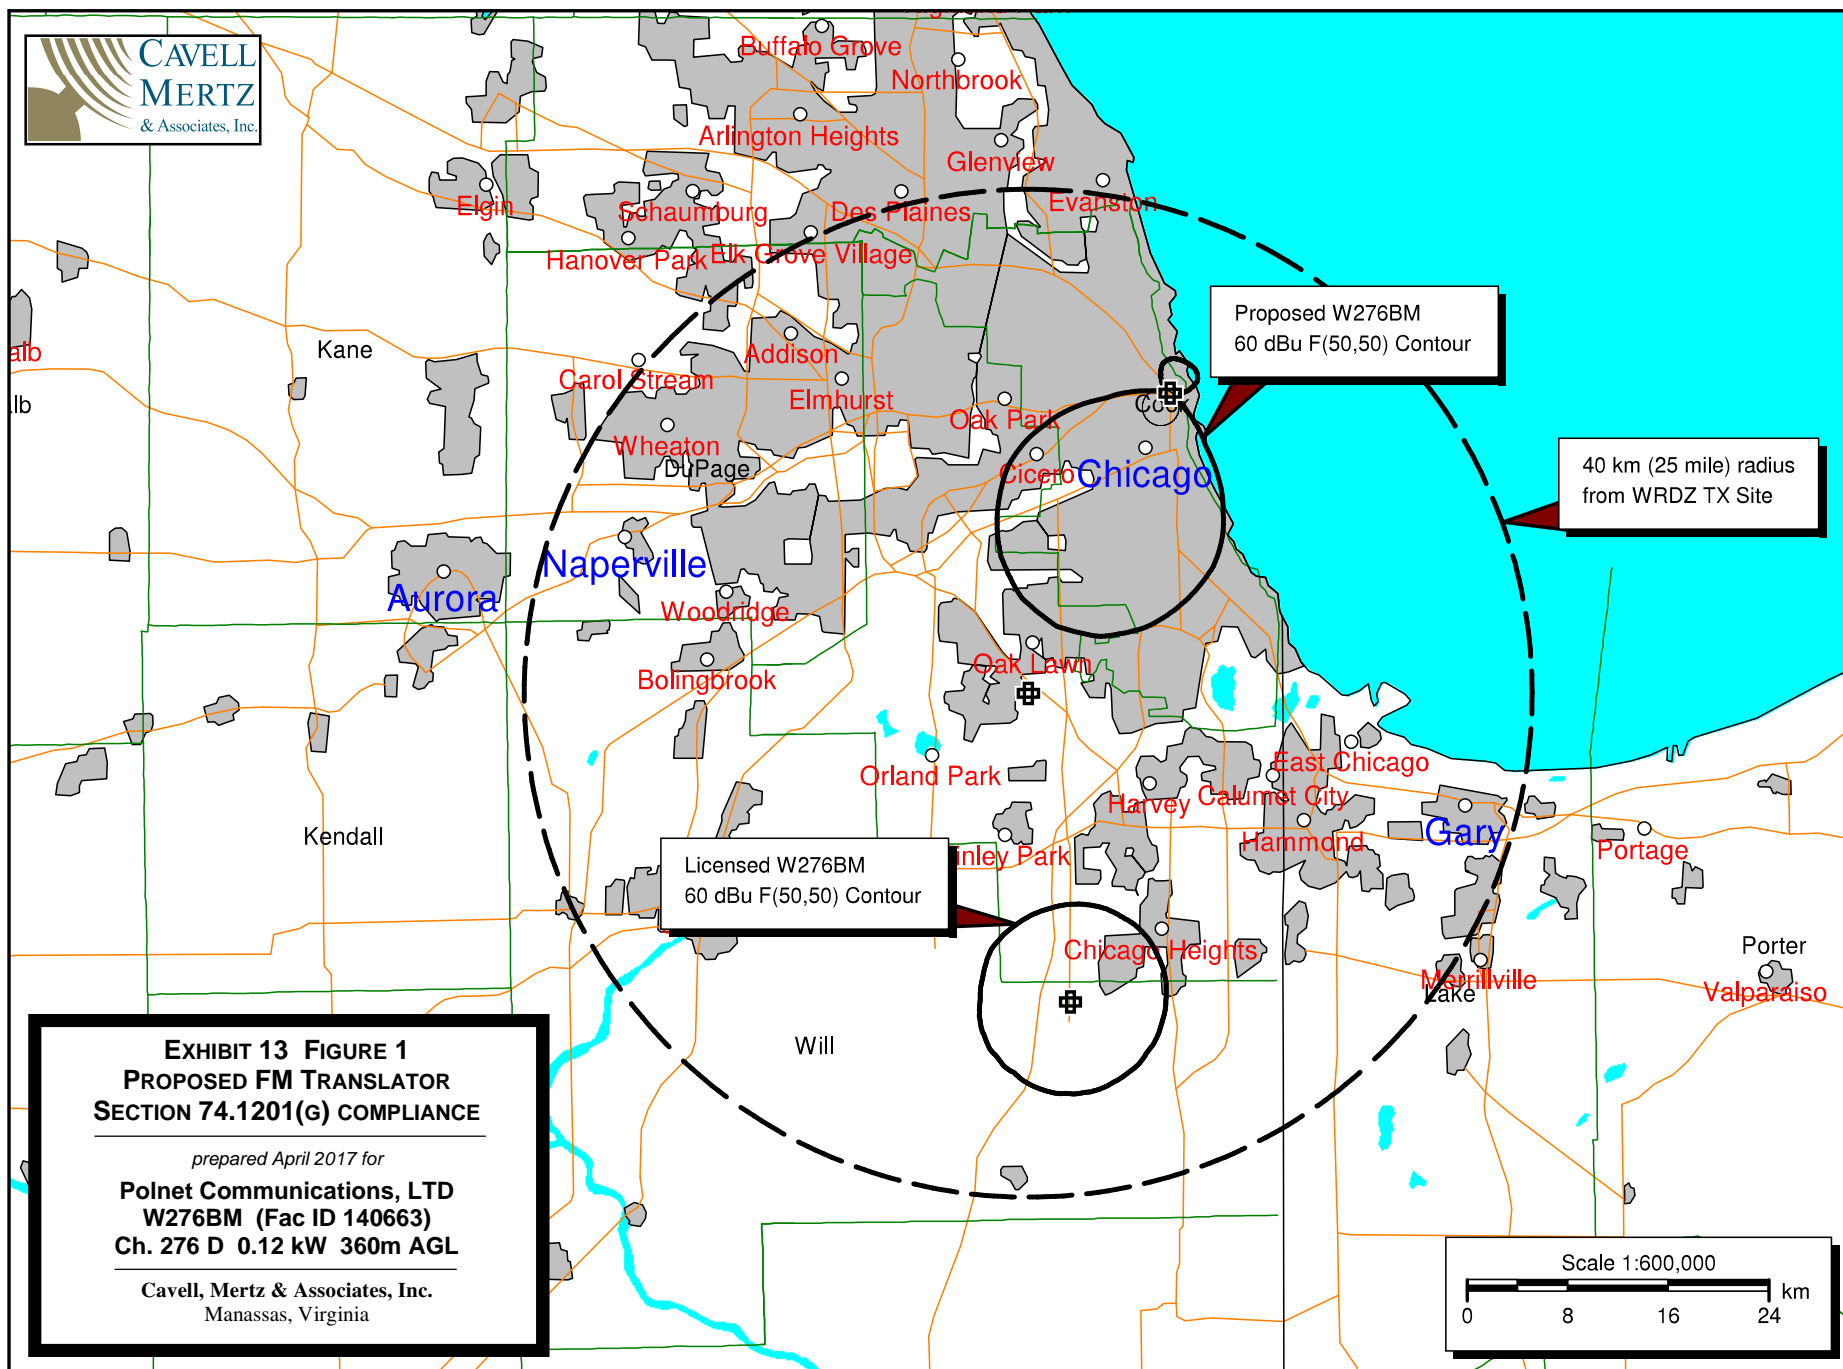 CAVELL
MERTZ
& Associates, Inc.
Buffalo Grove
Northbrook
Arlington Heights
Glenview
Elgin
Schaumburg
Des Plaines
Evanston
Hanover Park
Elk Grove Village
Proposed W276BM
60 dBu F(50,50) Contour
alb
Kane
Addison
Carol Stream
lb
Elmhurst
Oak Park
Wheaton
DuPage
Cicero
Chicago
40 km (25 mile) radius
from WRDZ TX Site
Naperville
Aurora
Woodridge
Oak Lawn
Bolingbrook
Orland Park
East Chicago
Harvey
Calumet City
Kendall
Hammond
Gary
Portage
inley Park
Licensed W276BM
60 dBu F(50,50) Contour
Chicago Heights
Porter
Merrillville
Lake
Valparaiso
Will
EXHIBIT 13 FIGURE 1
PROPOSED FM TRANSLATOR
SECTION 74.1201(G) COMPLIANCE
prepared April 2017 for
Polnet Communications, LTD
W276BM (Fac ID 140663)
Ch. 276 D 0.12 kW 360m AGL
Cavell, Mertz & Associates, Inc.
Manassas, Virginia
Scale 1:600,000
km
0 8 16 24